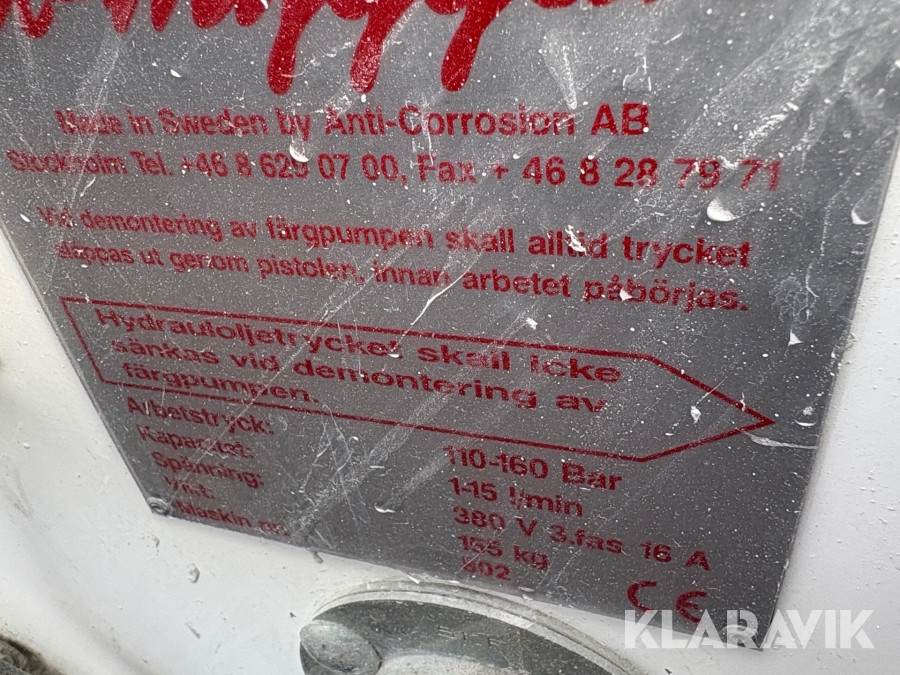 Made in Sweden by Anti-Corrosion AB
Stockholm Tel. +46 8 629 07 00, Fax + 46 8 28 79 71
Vid demontering av färgpumpen skall alltid trycket
släppas ut genom pistolen, innan arbetet påbörjas.
Hydrauloljetrycket skall icke
sänkas vid demontering av
färgpumpen.
Arbetstryck: 110-160 Bar
Kapacitet: 1-15 l/min
Spänning: 380 V 3.fas 16 A
Vikt: 155 kg
Maskin nr. 502
CE
KLARAVIK